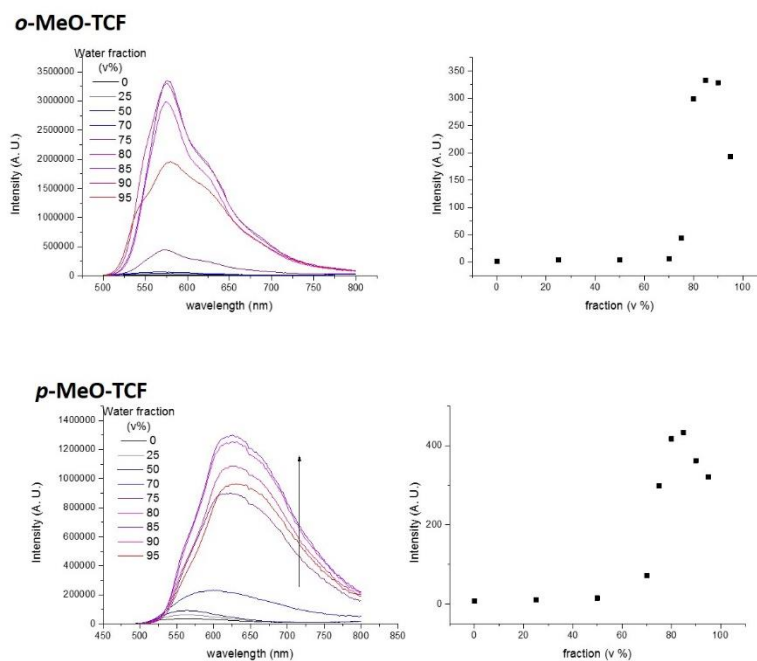 o-MeO-TCF
Water fraction
(v%)
0
25
50
70
75
80
85
90
95
3500000
3000000
2500000
2000000
1500000
1000000
500000
0
Intensity (A. U.)
500 550 600 650 700 750 800
wavelength (nm)
350
300
250
200
150
100
50
0
Intensity (A. U.)
0 20 40 60 80 100
fraction (v %)
p-MeO-TCF
Water fraction
(v%)
0
25
50
70
75
80
85
90
95
1400000
1200000
1000000
800000
600000
400000
200000
0
Intensity (A. U.)
450 500 550 600 650 700 750 800 850
wavelength (nm)
400
200
0
Intensity (A. U.)
0 20 40 60 80 100
fraction (v %)